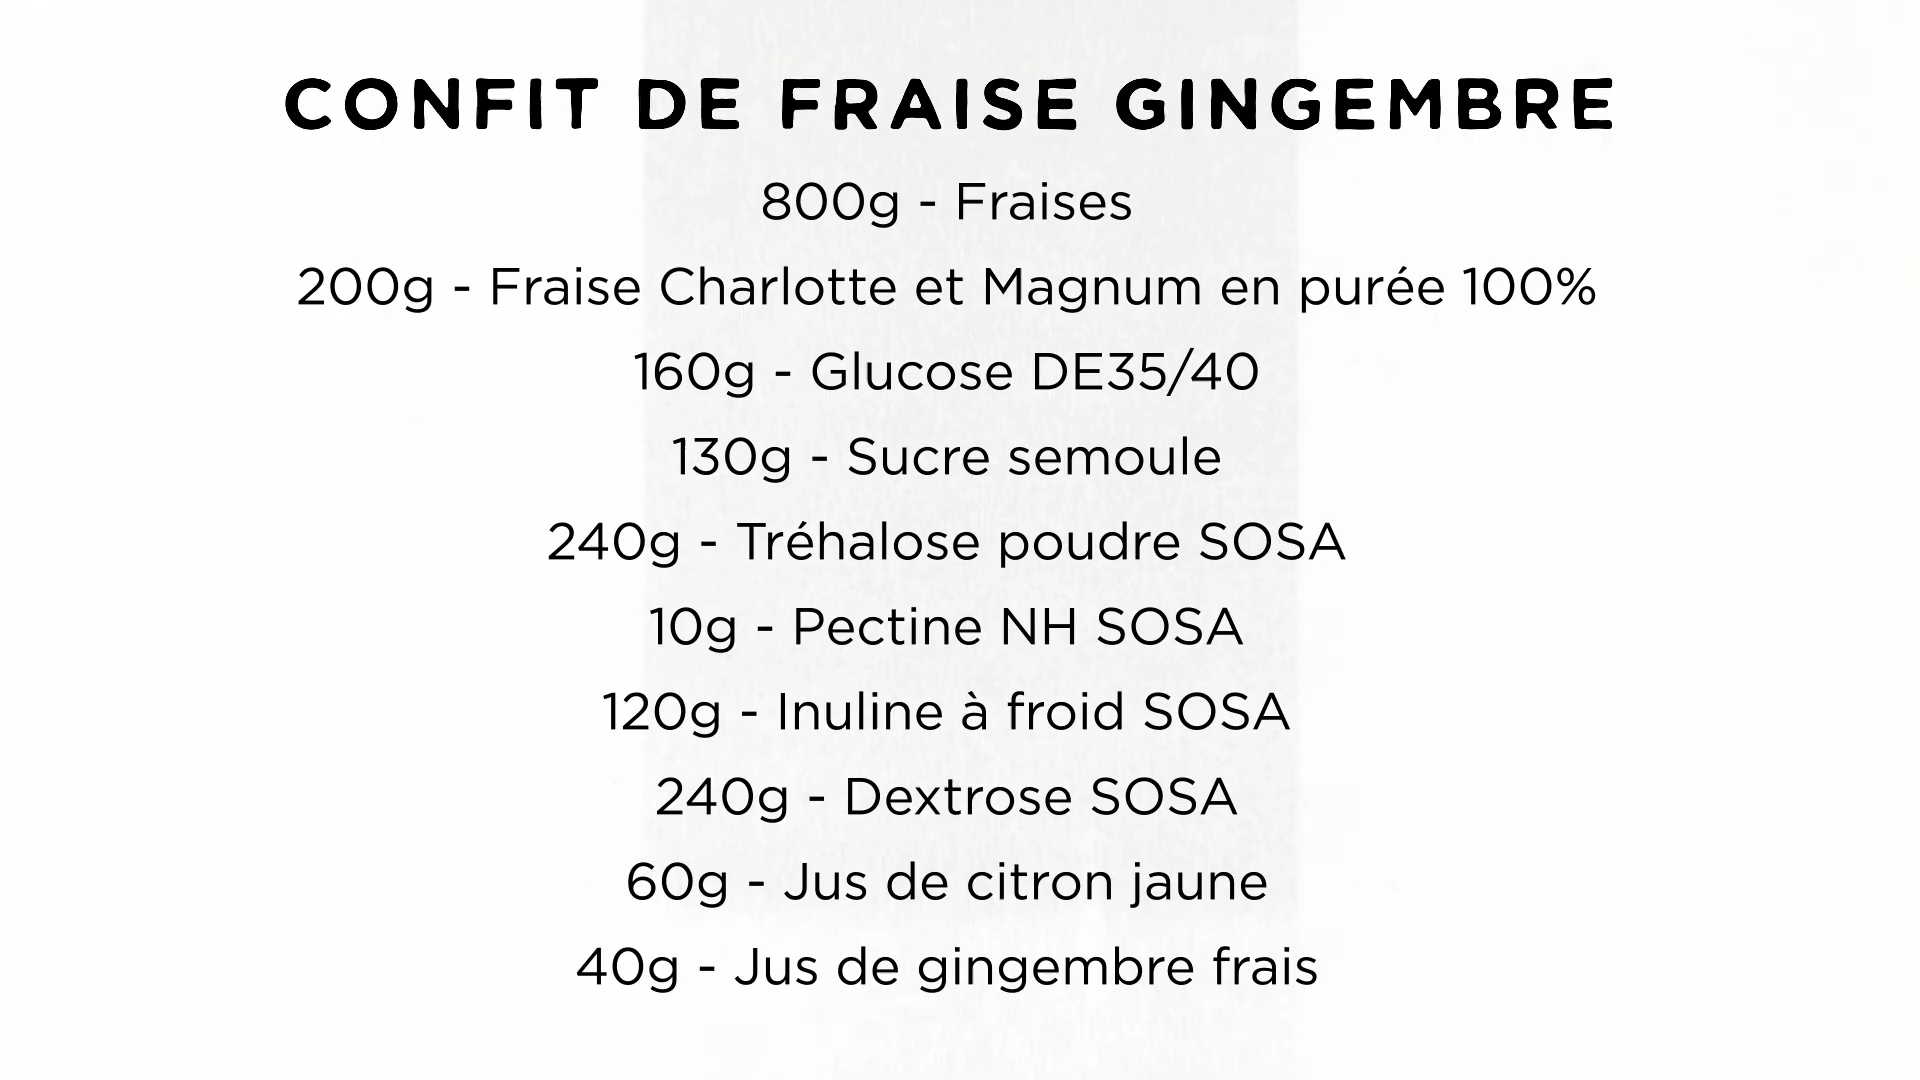 CONFIT DE FRAISE GINGEMBRE
800g - Fraises
200g - Fraise Charlotte et Magnum en purée 100%
160g - Glucose DE35/40
130g - Sucre semoule
240g - Tréhalose poudre SOSA
10g - Pectine NH SOSA
120g - Inuline à froid SOSA
240g - Dextrose SOSA
60g - Jus de citron jaune
40g - Jus de gingembre frais